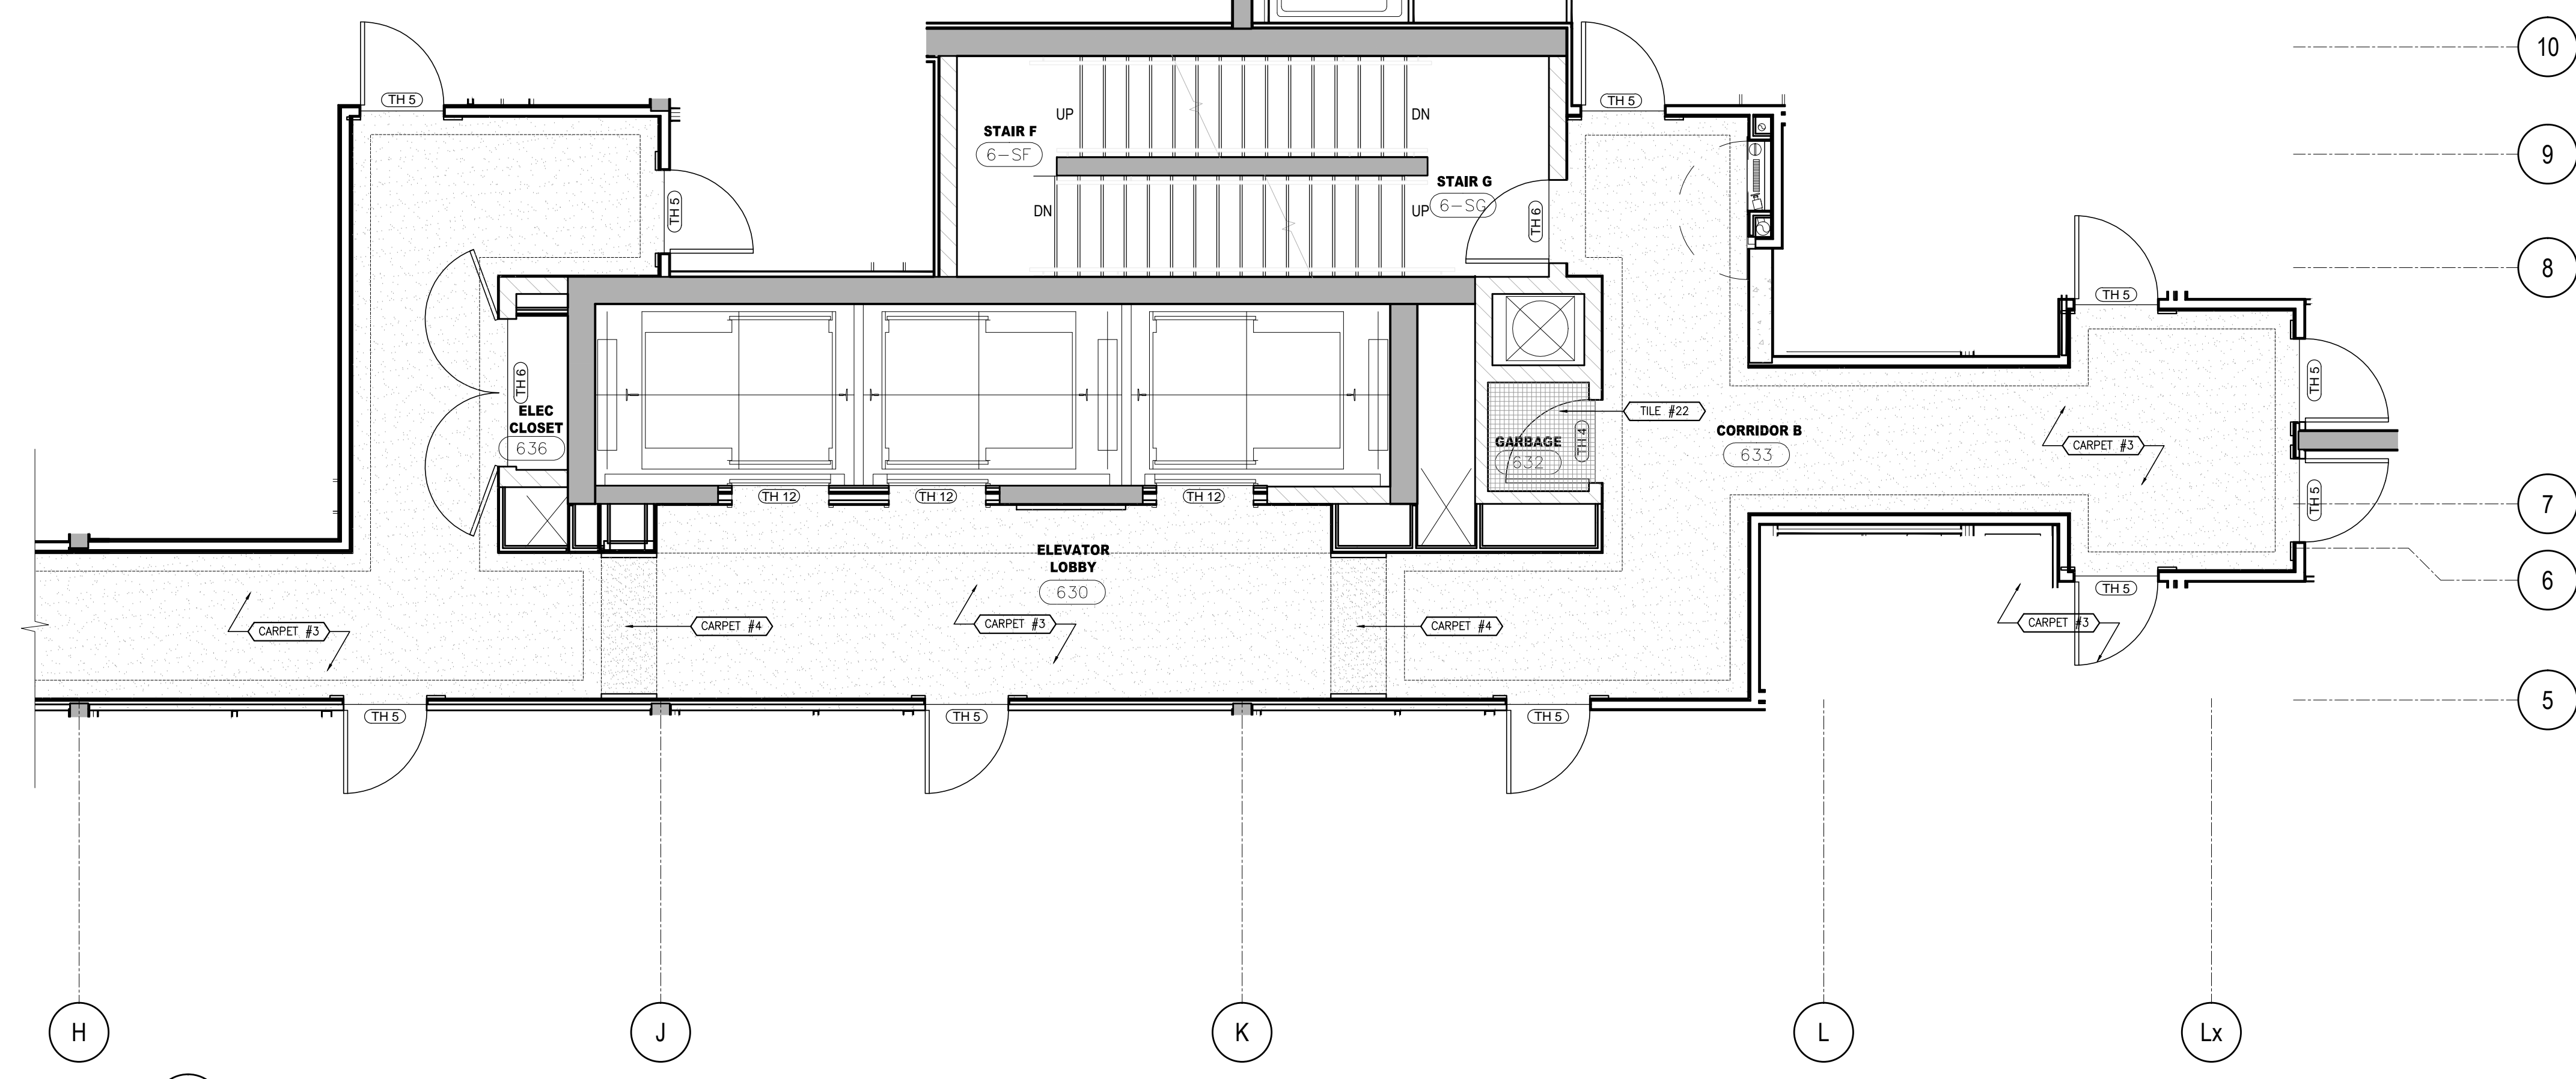 10
TH 5
TH 5
UP
DN
STAIR F
6-SF
9
STAIR G
6-SG
TH 5
DN
UP
TH 6
8
TH 5
TH 6
TH 5
ELEC
CLOSET
636
TILE #22
GARBAGE
632
TH 4
CORRIDOR B
633
CARPET #3
TH 12
TH 12
TH 12
TH 5
7
ELEVATOR
LOBBY
630
6
TH 5
CARPET #3
CARPET #4
CARPET #3
CARPET #4
CARPET #3
5
TH 5
TH 5
TH 5
H
J
K
L
Lx